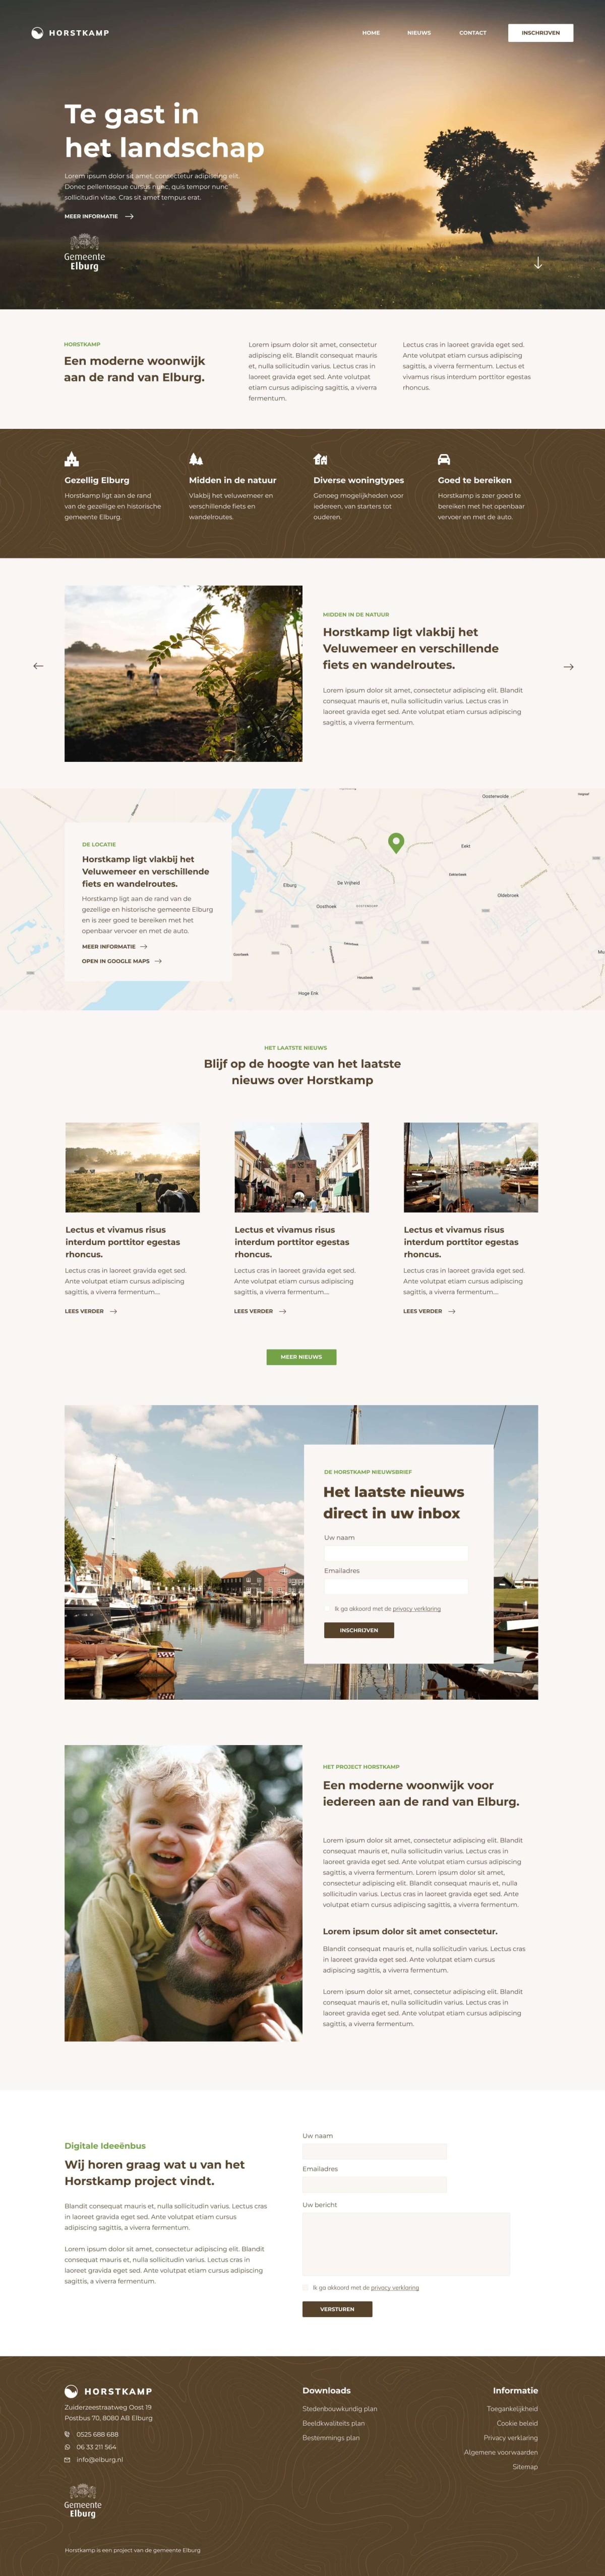 HORSTKAMP
HOME NIEUWS CONTACT INSCHRIJVEN
Te gast in
het landschap
Lorem ipsum dolor sit amet, consectetur adipiscing elit.
Donec pellentesque cursus nunc, quis tempor nunc
sollicitudin vitae. Cras sit amet tempus erat.
MEER INFORMATIE
Gemeente
Elburg
HORSTKAMP
Een moderne woonwijk
aan de rand van Elburg.
Lorem ipsum dolor sit amet, consectetur
adipiscing elit. Blandit consequat mauris
et, nulla sollicitudin varius. Lectus cras in
laoreet gravida eget sed. Ante volutpat
etiam cursus adipiscing sagittis, a viverra
fermentum.
Lectus cras in laoreet gravida eget sed.
Ante volutpat etiam cursus adipiscing
sagittis, a viverra fermentum. Lectus et
vivamus risus interdum porttitor egestas
rhoncus.
Gezellig Elburg
Horstkamp ligt aan de rand
van de gezellige en historische
gemeente Elburg.
Midden in de natuur
Vlakbij het veluwemeer en
verschillende fiets en
wandelroutes.
Diverse woningtypes
Genoeg mogelijkheden voor
iedereen, van starters tot
ouderen.
Goed te bereiken
Horstkamp is zeer goed te
bereiken met het openbaar
vervoer en met de auto.
MIDDEN IN DE NATUUR
Horstkamp ligt vlakbij het
Veluwemeer en verschillende
fiets en wandelroutes.
Lorem ipsum dolor sit amet, consectetur adipiscing elit. Blandit
consequat mauris et, nulla sollicitudin varius. Lectus cras in
laoreet gravida eget sed. Ante volutpat etiam cursus adipiscing
sagittis, a viverra fermentum.
DE LOCATIE
Horstkamp ligt vlakbij het
Veluwemeer en verschillende
fiets en wandelroutes.
Horstkamp ligt aan de rand van de
gezellige en historische gemeente Elburg
en is zeer goed te bereiken met het
openbaar vervoer en met de auto.
MEER INFORMATIE
OPEN IN GOOGLE MAPS
Oosterwolde
Eekt
Elburg
De Vrijheid
Oldebroek
Oosthoek
Hoge Enk
HET LAATSTE NIEUWS
Blijf op de hoogte van het laatste
nieuws over Horstkamp
Lectus et vivamus risus
interdum porttitor egestas
rhoncus.
Lectus cras in laoreet gravida eget sed.
Ante volutpat etiam cursus adipiscing
sagittis, a viverra fermentum....
LEES VERDER
Lectus et vivamus risus
interdum porttitor egestas
rhoncus.
Lectus cras in laoreet gravida eget sed.
Ante volutpat etiam cursus adipiscing
sagittis, a viverra fermentum....
LEES VERDER
Lectus et vivamus risus
interdum porttitor egestas
rhoncus.
Lectus cras in laoreet gravida eget sed.
Ante volutpat etiam cursus adipiscing
sagittis, a viverra fermentum....
LEES VERDER
MEER NIEUWS
DE HORSTKAMP NIEUWSBRIEF
Het laatste nieuws
direct in uw inbox
Uw naam
Emailadres
Ik ga akkoord met de privacy verklaring
INSCHRIJVEN
HET PROJECT HORSTKAMP
Een moderne woonwijk voor
iedereen aan de rand van Elburg.
Lorem ipsum dolor sit amet, consectetur adipiscing elit. Blandit
consequat mauris et, nulla sollicitudin varius. Lectus cras in
laoreet gravida eget sed. Ante volutpat etiam cursus adipiscing
sagittis, a viverra fermentum. Lorem ipsum dolor sit amet,
consectetur adipiscing elit. Blandit consequat mauris et, nulla
sollicitudin varius. Lectus cras in laoreet gravida eget sed. Ante
volutpat etiam cursus adipiscing sagittis, a viverra fermentum.
Lorem ipsum dolor sit amet consectetur.
Blandit consequat mauris et, nulla sollicitudin varius. Lectus cras
in laoreet gravida eget sed. Ante volutpat etiam cursus
adipiscing sagittis, a viverra fermentum.
Lorem ipsum dolor sit amet, consectetur adipiscing elit. Blandit
consequat mauris et, nulla sollicitudin varius. Lectus cras in
laoreet gravida eget sed. Ante volutpat etiam cursus adipiscing
sagittis, a viverra fermentum.
Digitale Ideeënbus
Wij horen graag wat u van het
Horstkamp project vindt.
Blandit consequat mauris et, nulla sollicitudin varius. Lectus cras
in laoreet gravida eget sed. Ante volutpat etiam cursus
adipiscing sagittis, a viverra fermentum.
Lorem ipsum dolor sit amet, consectetur adipiscing elit. Blandit
consequat mauris et, nulla sollicitudin varius. Lectus cras in
laoreet gravida eget sed. Ante volutpat etiam cursus adipiscing
sagittis, a viverra fermentum.
Uw naam
Emailadres
Uw bericht
Ik ga akkoord met de privacy verklaring
VERSTUREN
HORSTKAMP
Zuiderzeestraatweg Oost 19
Postbus 70, 8080 AB Elburg
0525 688 688
06 33 211 564
info@elburg.nl
Gemeente
Elburg
Horstkamp is een project van de gemeente Elburg
Downloads
Stedenbouwkundig plan
Beeldkwaliteits plan
Bestemmings plan
Informatie
Toegankelijkheid
Cookie beleid
Privacy verklaring
Algemene voorwaarden
Sitemap